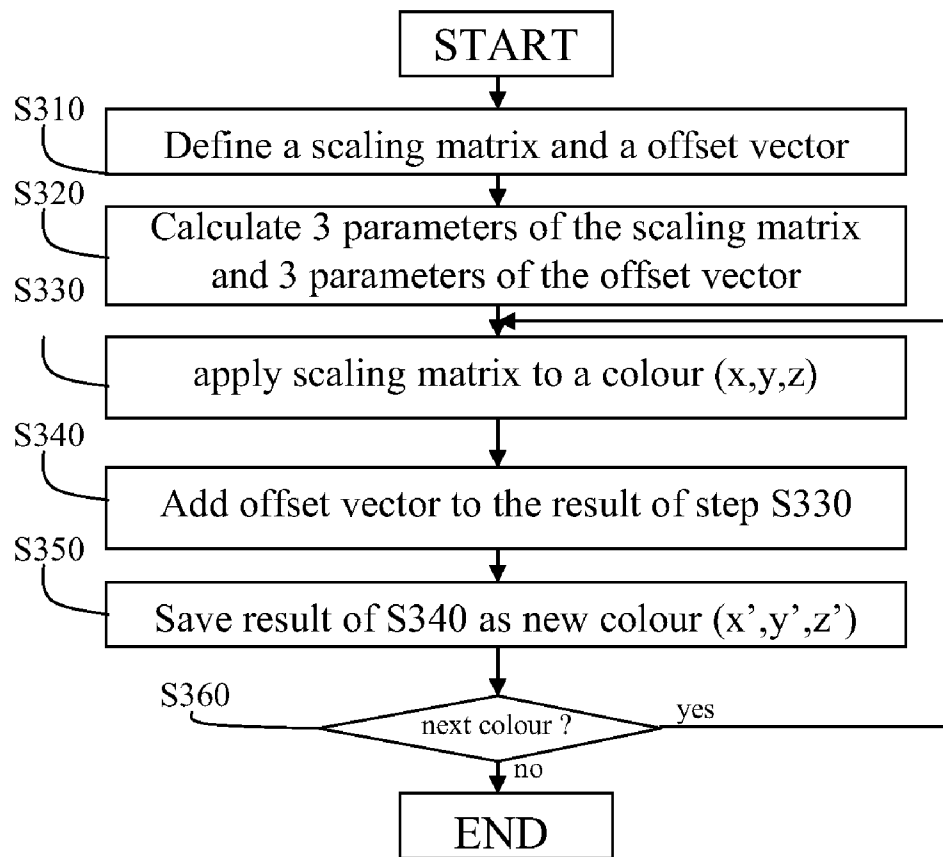 START
S310
Define a scaling matrix and a offset vector
S320
Calculate 3 parameters of the scaling matrix
and 3 parameters of the offset vector
S330
apply scaling matrix to a colour (x,y,z)
S340
Add offset vector to the result of step S330
S350
Save result of S340 as new colour (x’,y’,z’)
S360
next colour ?
yes
no
END